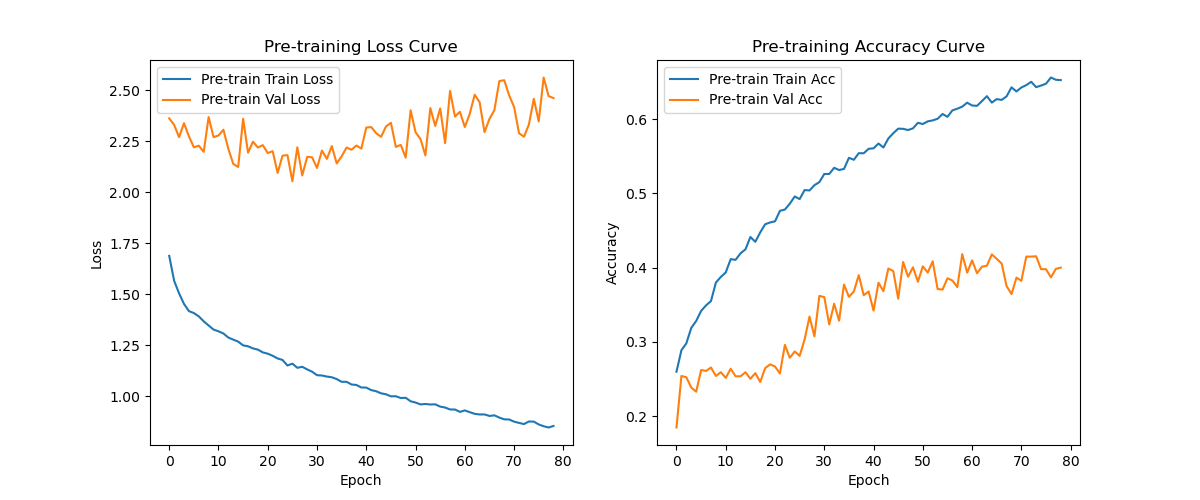 Pre-training Loss Curve
Pre-train Train Loss
Pre-train Val Loss
2.50
2.25
2.00
1.75
1.50
1.25
1.00
Loss
0 10 20 30 40 50 60 70 80
Epoch
Pre-training Accuracy Curve
Pre-train Train Acc
Pre-train Val Acc
0.6
0.5
0.4
0.3
0.2
Accuracy
0 10 20 30 40 50 60 70 80
Epoch